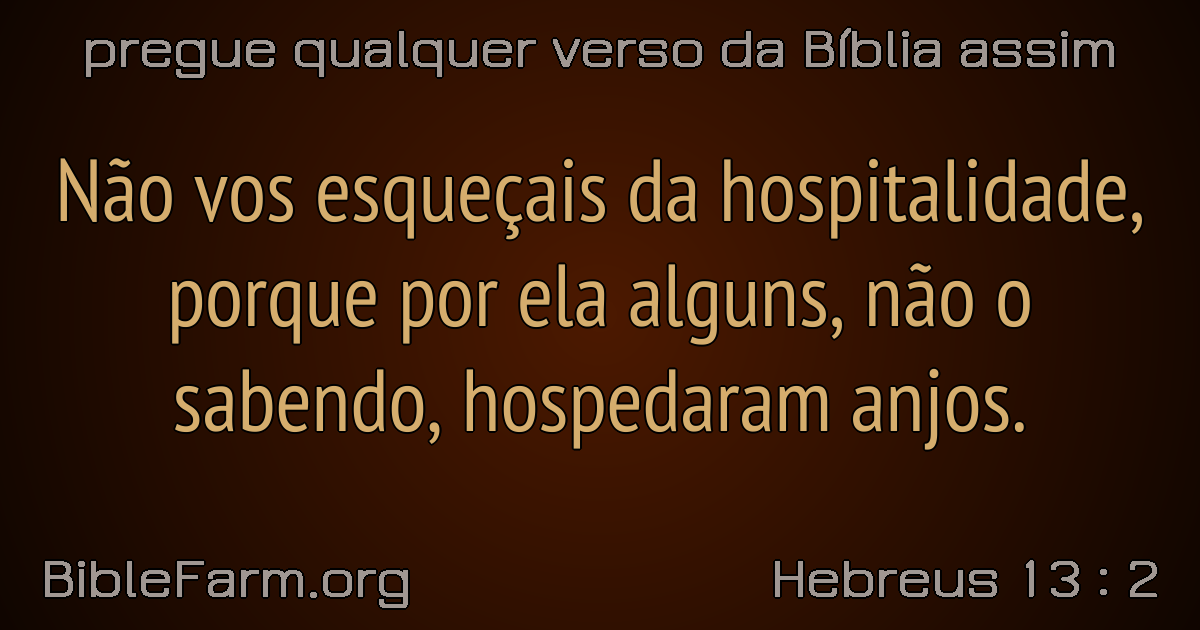 pregue qualquer verso da Bíblia assim
Não vos esqueçais da hospitalidade,
porque por ela alguns, não o
sabendo, hospedaram anjos.
BibleFarm.org
Hebreus 13 : 2